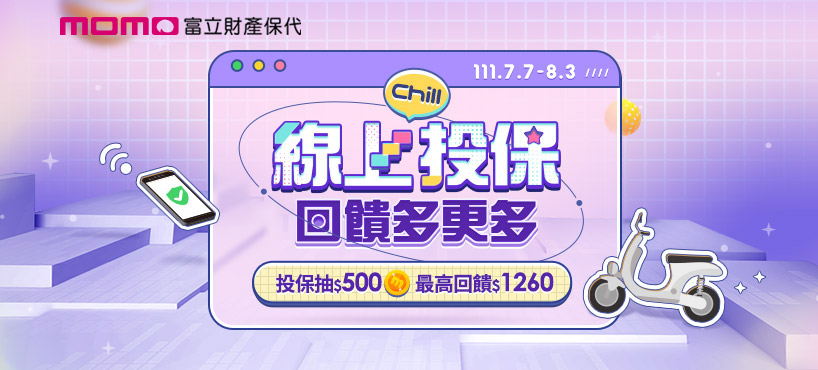 momo 富立財產保代
111.7.7-8.3 ////
Chill
線上投保
回饋多更多
投保抽$500 最高回饋$1260